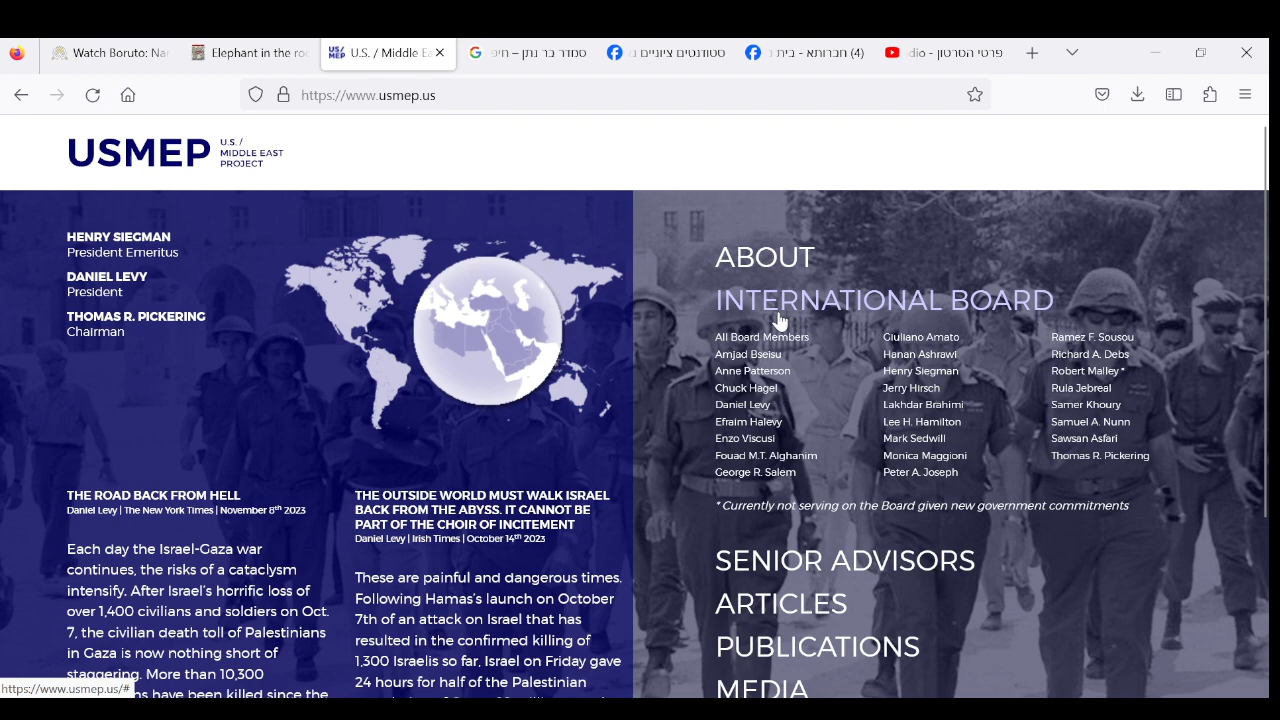 Watch Boruto: Na
Elephant in the ro
U.S. / Middle Ea
סמדר בר נתן – חיפ
סטודנטים ציוניים
(4) חברותא - בית
פרטי הסרטון - dio
https://www.usmep.us
USMEP
U.S. /
MIDDLE EAST
PROJECT
HENRY SIEGMAN
President Emeritus
DANIEL LEVY
President
THOMAS R. PICKERING
Chairman
THE ROAD BACK FROM HELL
Daniel Levy | The New York Times | November 8th 2023
Each day the Israel-Gaza war
continues, the risks of a cataclysm
intensify. After Israel's horrific loss of
over 1,400 civilians and soldiers on Oct.
7, the civilian death toll of Palestinians
in Gaza is now nothing short of
staggering. More than 10,300
ns have been killed since the
THE OUTSIDE WORLD MUST WALK ISRAEL
BACK FROM THE ABYSS. IT CANNOT BE
PART OF THE CHOIR OF INCITEMENT
Daniel Levy | Irish Times | October 14th 2023
These are painful and dangerous times.
Following Hamas's launch on October
7th of an attack on Israel that has
resulted in the confirmed killing of
1,300 Israelis so far, Israel on Friday gave
24 hours for half of the Palestinian
ABOUT
INTERNATIONAL BOARD
All Board Members
Amjad Bseisu
Anne Patterson
Chuck Hagel
Daniel Levy
Efraim Halevy
Enzo Viscusi
Fouad M.T. Alghanim
George R. Salem
Giuliano Amato
Hanan Ashrawi
Henry Siegman
Jerry Hirsch
Lakhdar Brahimi
Lee H. Hamilton
Mark Sedwill
Monica Maggioni
Peter A. Joseph
Ramez F. Sousou
Richard A. Debs
Robert Malley *
Rula Jebreal
Samer Khoury
Samuel A. Nunn
Sawsan Asfari
Thomas R. Pickering
* Currently not serving on the Board given new government commitments
SENIOR ADVISORS
ARTICLES
PUBLICATIONS
MEDIA
https://www.usmep.us/#